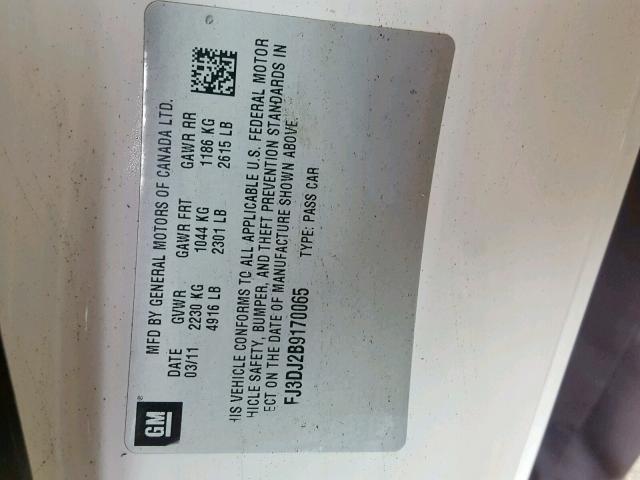 GM
MFD BY GENERAL MOTORS OF CANADA LTD.
DATE GVWR GAWR FRT GAWR RR
03/11 2230 KG 1044 KG 1186 KG
4916 LB 2301 LB 2615 LB
HIS VEHICLE CONFORMS TO ALL APPLICABLE U.S. FEDERAL MOTOR
HICLE SAFETY, BUMPER, AND THEFT PREVENTION STANDARDS IN
ECT ON THE DATE OF MANUFACTURE SHOWN ABOVE.
FJ3DJ2B9170065 TYPE: PASS CAR